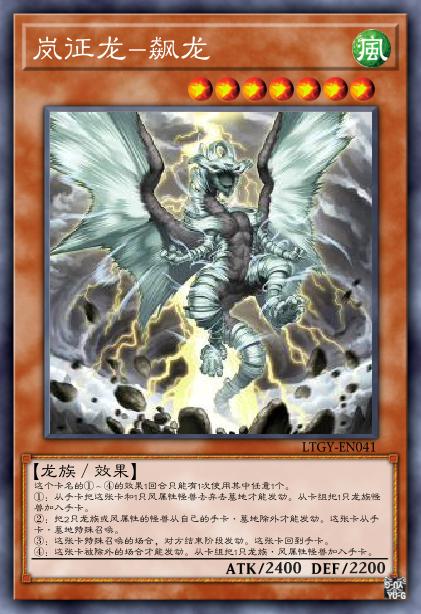 岚征龙-飙龙
風
LTGY-EN041
【龙族／效果】
这个卡名的①~④的效果1回合只能有1次使用其中任意1个。
①：从手卡把这张卡和1只风属性怪兽去弃去墓地才能发动。从卡组把1只龙族怪
兽加入手卡。
②：把2只龙族或风属性的怪兽从自己的手卡·墓地除外才能发动。这张卡从手
卡·墓地特殊召唤。
③：这张卡特殊召唤的场合，对方结束阶段发动。这张卡回到手卡。
④：这张卡被除外的场合才能发动。从卡组把1只龙族·风属性怪兽加入手卡。
ATK/2400 DEF/2200